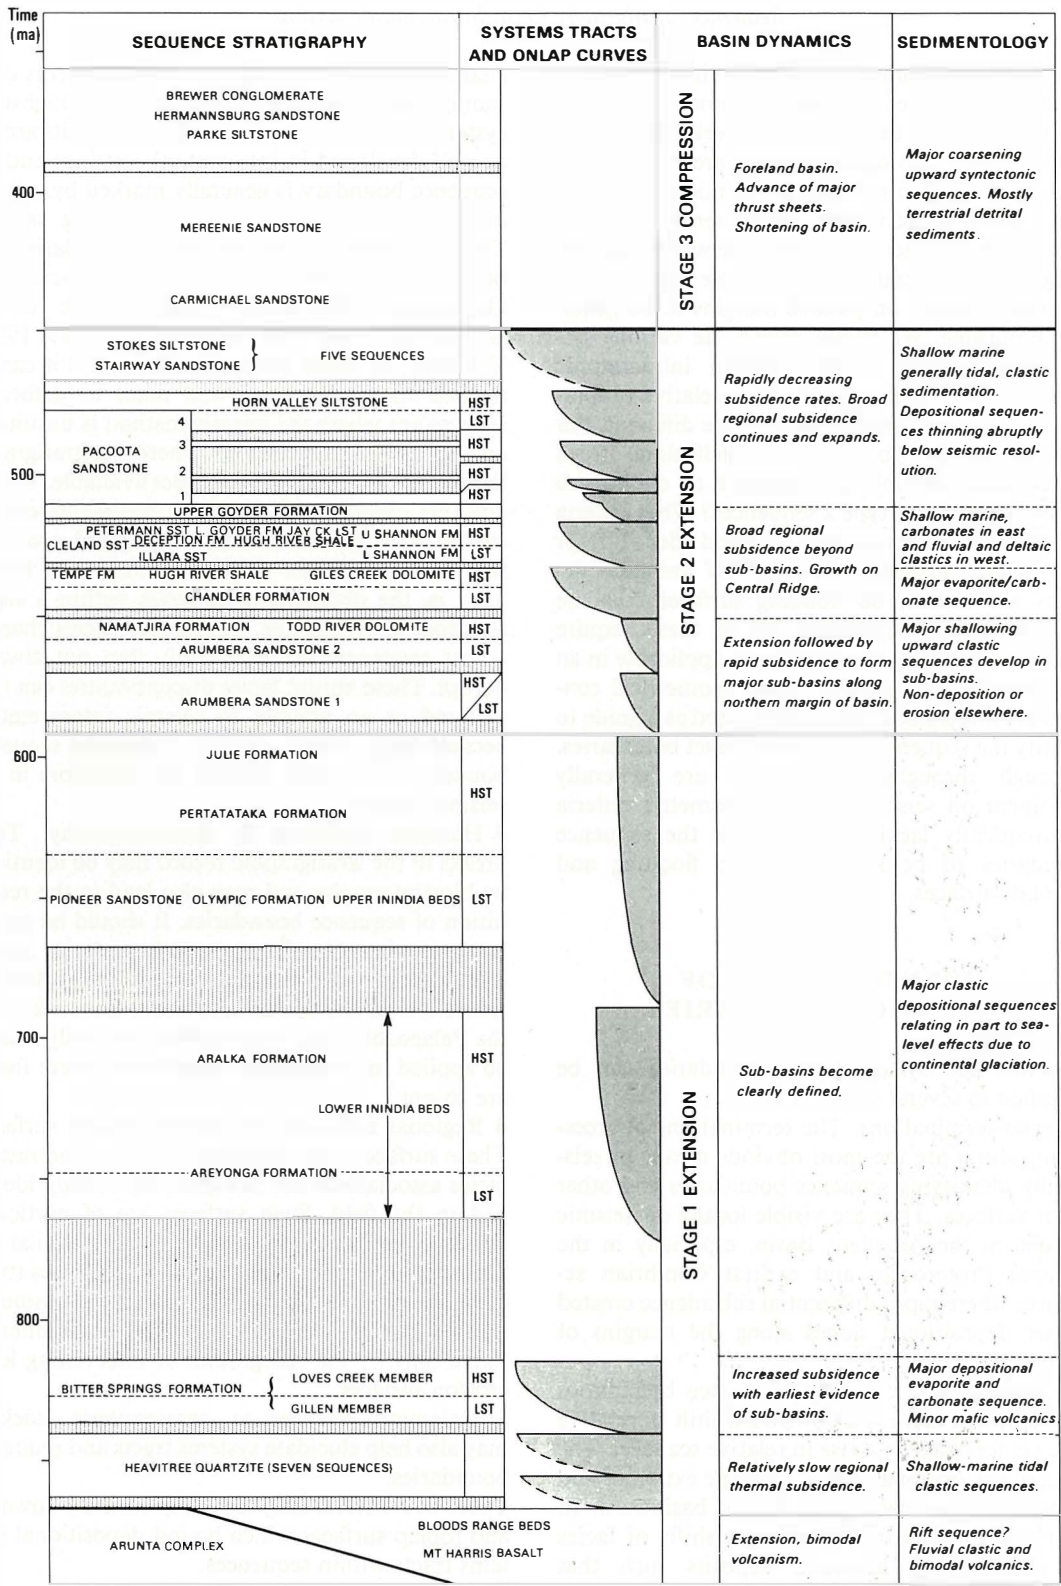 Time
(ma)
SEQUENCE STRATIGRAPHY
SYSTEMS TRACTS
AND ONLAP CURVES
BASIN DYNAMICS
SEDIMENTOLOGY
BREWER CONGLOMERATE
HERMANNSBURG SANDSTONE
PARKE SILTSTONE
400
MEREENIE SANDSTONE
CARMICHAEL SANDSTONE
STAGE 3 COMPRESSION
Foreland basin.
Advance of major
thrust sheets.
Shortening of basin.
Major coarsening
upward syntectonic
sequences. Mostly
terrestrial detrital
sediments.
STOKES SILTSTONE
STAIRWAY SANDSTONE
FIVE SEQUENCES
HORN VALLEY SILTSTONE
HST
4
LST
PACOOTA
SANDSTONE
3
HST
2
HST
500
1
HST
UPPER GOYDER FORMATION
PETERMANN SST L. GOYDER FM JAY CK LST
U SHANNON FM
HST
CLELAND SST
DECEPTION FM HUGH RIVER SHALE
ILLARA SST
L SHANNON FM
LST
TEMPE FM HUGH RIVER SHALE GILES CREEK DOLOMITE
HST
CHANDLER FORMATION
LST
NAMATJIRA FORMATION TODD RIVER DOLOMITE
HST
ARUMBERA SANDSTONE 2
LST
HST
ARUMBERA SANDSTONE 1
LST
STAGE 2 EXTENSION
Rapidly decreasing
subsidence rates. Broad
regional subsidence
continues and expands.
Shallow marine
generally tidal, clastic
sedimentation.
Depositional sequen-
ces thinning abruptly
below seismic resol-
ution.
Broad regional
subsidence beyond
sub-basins. Growth on
Central Ridge.
Shallow marine,
carbonates in east
and fluvial and deltaic
clastics in west.
Major evaporite/carb-
onate sequence.
Extension followed by
rapid subsidence to form
major sub-basins along
northern margin of basin.
Major shallowing
upward clastic
sequences develop in
sub-basins.
Non-deposition or
erosion elsewhere.
600
JULIE FORMATION
HST
PERTATATAKA FORMATION
PIONEER SANDSTONE OLYMPIC FORMATION UPPER ININDIA BEDS
LST
700
ARALKA FORMATION
HST
LOWER ININDIA BEDS
AREYONGA FORMATION
LST
STAGE 1 EXTENSION
Sub-basins become
clearly defined.
Major clastic
depositional sequences
relating in part to sea-
level effects due to
continental glaciation.
800
BITTER SPRINGS FORMATION
LOVES CREEK MEMBER
HST
GILLEN MEMBER
LST
Increased subsidence
with earliest evidence
of sub-basins.
Major depositional
evaporite and
carbonate sequence.
Minor mafic volcanics.
HEAVITREE QUARTZITE (SEVEN SEQUENCES)
Relatively slow regional
thermal subsidence.
Shallow-marine tidal
clastic sequences.
ARUNTA COMPLEX
BLOODS RANGE BEDS
MT HARRIS BASALT
Extension, bimodal
volcanism.
Rift sequence?
Fluvial clastic and
bimodal volcanics.